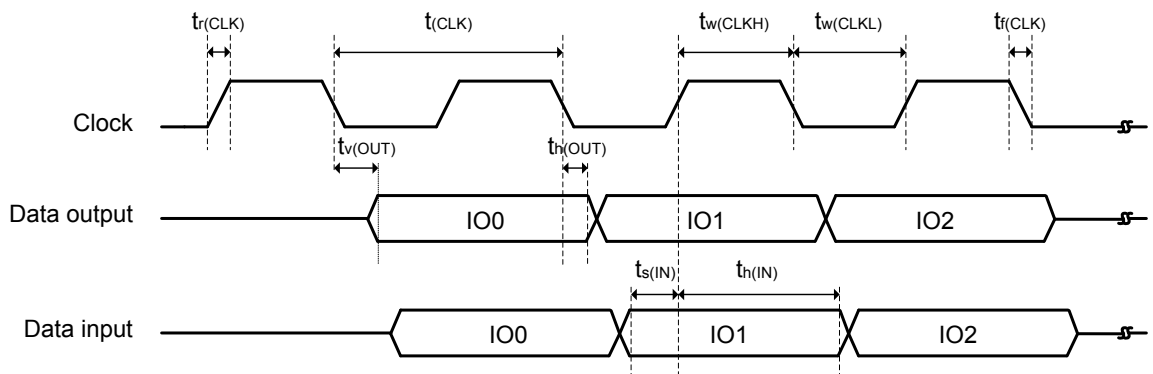 tr(CLK) t(CLK) tw(CLKH) tw(CLKL) tf(CLK)
Clock
tv(OUT) th(OUT)
Data output IO0 IO1 IO2
ts(IN) th(IN)
Data input IO0 IO1 IO2